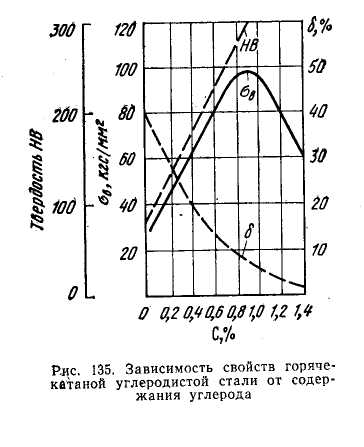 300
200
100
0
Твердость HB
120
100
80
60
40
20
σв, кгс/мм²
HB
σв
δ
δ, %
50
40
30
20
10
0 0,2 0,4 0,6 0,8 1,0 1,2 1,4
C, %
Рис. 135. Зависимость свойств горяче-
катаной углеродистой стали от содер-
жания углерода